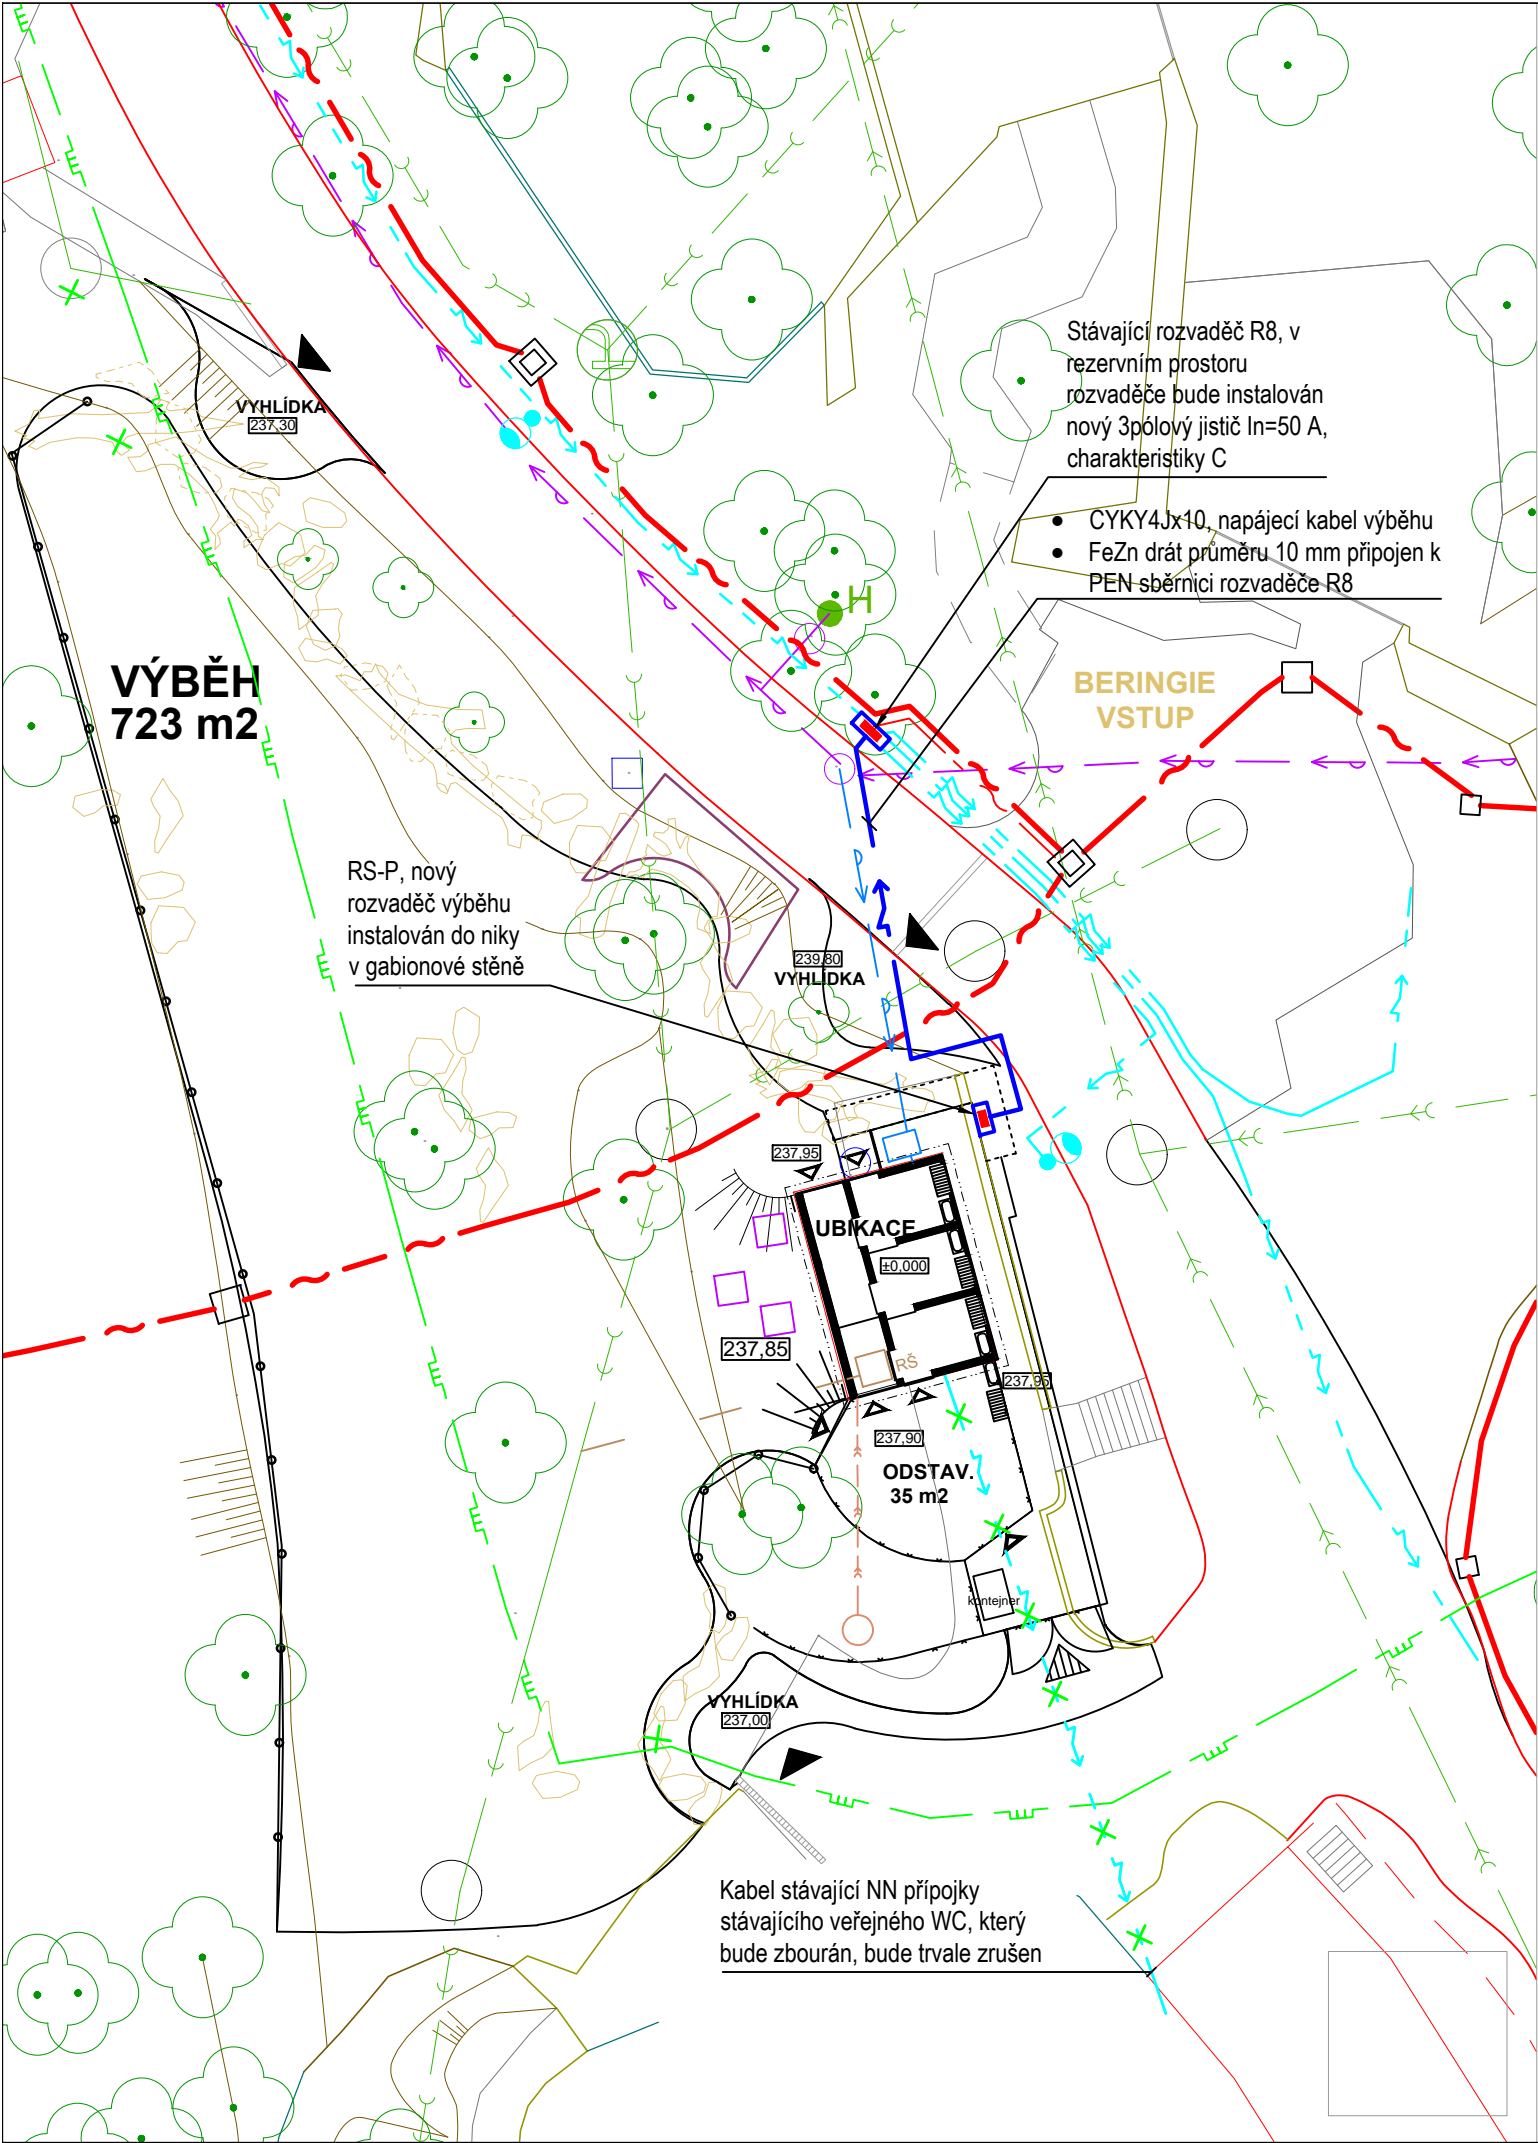 Stávající rozvaděč R8, v
rezervním prostoru
rozvaděče bude instalován
nový 3pólový jistič In=50 A,
charakteristiky C
VYHLÍDKA
237,30
• CYKY4Jx10, napájecí kabel výběhu
• FeZn drát průměru 10 mm připojen k
PEN sběrnici rozvaděče R8
H
VÝBĚH
723 m2
BERINGIE
VSTUP
RS-P, nový
rozvaděč výběhu
instalován do niky
v gabionové stěně
239,80
VYHLÍDKA
237,95
UBIKACE
±0,000
237,85
RŠ
237,95
237,90
ODSTAV.
35 m2
kontejner
VYHLÍDKA
237,00
Kabel stávající NN přípojky
stávajícího veřejného WC, který
bude zbourán, bude trvale zrušen